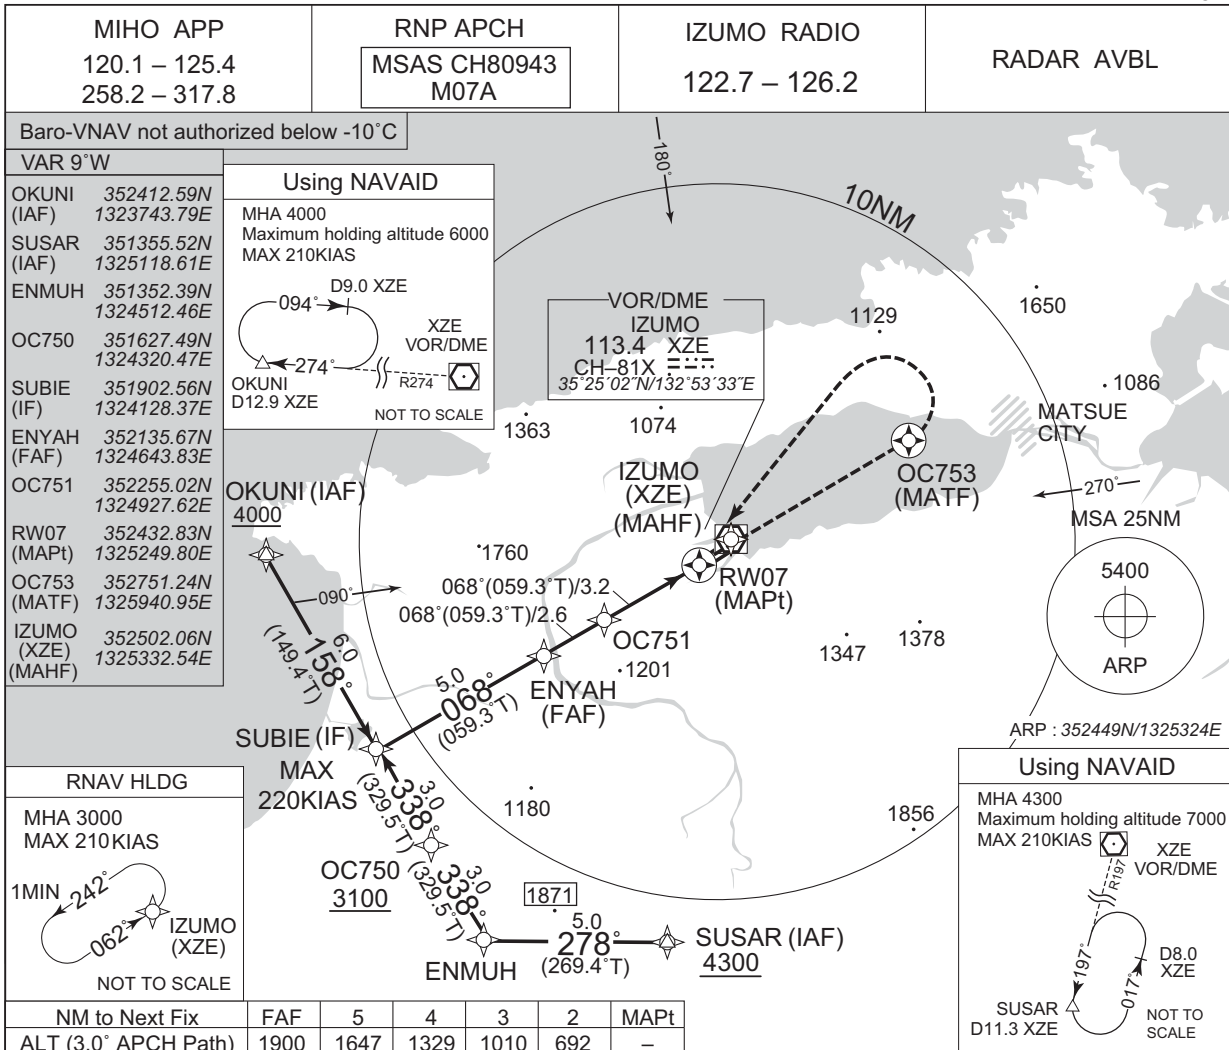 MIHO APP
120.1 – 125.4
258.2 – 317.8
RNP APCH
MSAS CH80943
M07A
IZUMO RADIO
122.7 – 126.2
RADAR AVBL
Baro-VNAV not authorized below -10˚C
VAR 9˚W
OKUNI 352412.59N
(IAF) 1323743.79E
SUSAR 351355.52N
(IAF) 1325118.61E
ENMUH 351352.39N
1324512.46E
OC750 351627.49N
1324320.47E
SUBIE 351902.56N
(IF) 1324128.37E
ENYAH 352135.67N
(FAF) 1324643.83E
OC751 352255.02N
1324927.62E
RW07 352432.83N
(MAPt) 1325249.80E
OC753 352751.24N
(MATF) 1325940.95E
IZUMO 352502.06N
(XZE) 1325332.54E
(MAHF)
Using NAVAID
MHA 4000
Maximum holding altitude 6000
MAX 210KIAS
D9.0 XZE
094˚
XZE
VOR/DME
274˚
R274
OKUNI
D12.9 XZE
NOT TO SCALE
180˚
10NM
VOR/DME
IZUMO
113.4 XZE
CH–81X
35˚25´02˝N/132˚53´33˝E
1129
1650
1086
1363
1074
MATSUE
CITY
IZUMO
(XZE)
(MAHF)
OC753
(MATF)
270˚
MSA 25NM
5400
ARP
ARP : 352449N/1325324E
OKUNI (IAF)
4000
1760
090˚
068˚(059.3˚T)/3.2
068˚(059.3˚T)/2.6
RW07
(MAPt)
OC751
1201
1347
1378
6.0
158˚
(149.4˚T)
5.0
068˚
(059.3˚T)
ENYAH
(FAF)
SUBIE (IF)
MAX
220KIAS
3.0
338˚
(329.5˚T)
1180
1856
OC750
3100
3.0
338˚
(329.5˚T)
1871
5.0
278˚
(269.4˚T)
ENMUH
SUSAR (IAF)
4300
RNAV HLDG
MHA 3000
MAX 210KIAS
1MIN
242˚
062˚
IZUMO
(XZE)
NOT TO SCALE
Using NAVAID
MHA 4300
Maximum holding altitude 7000
MAX 210KIAS
XZE
VOR/DME
R197
197˚
017˚
D8.0
XZE
SUSAR
D11.3 XZE
NOT TO
SCALE
NM to Next Fix FAF 5 4 3 2 MAPt
ALT (3.0˚ APCH Path) 1900 1647 1329 1010 692 –